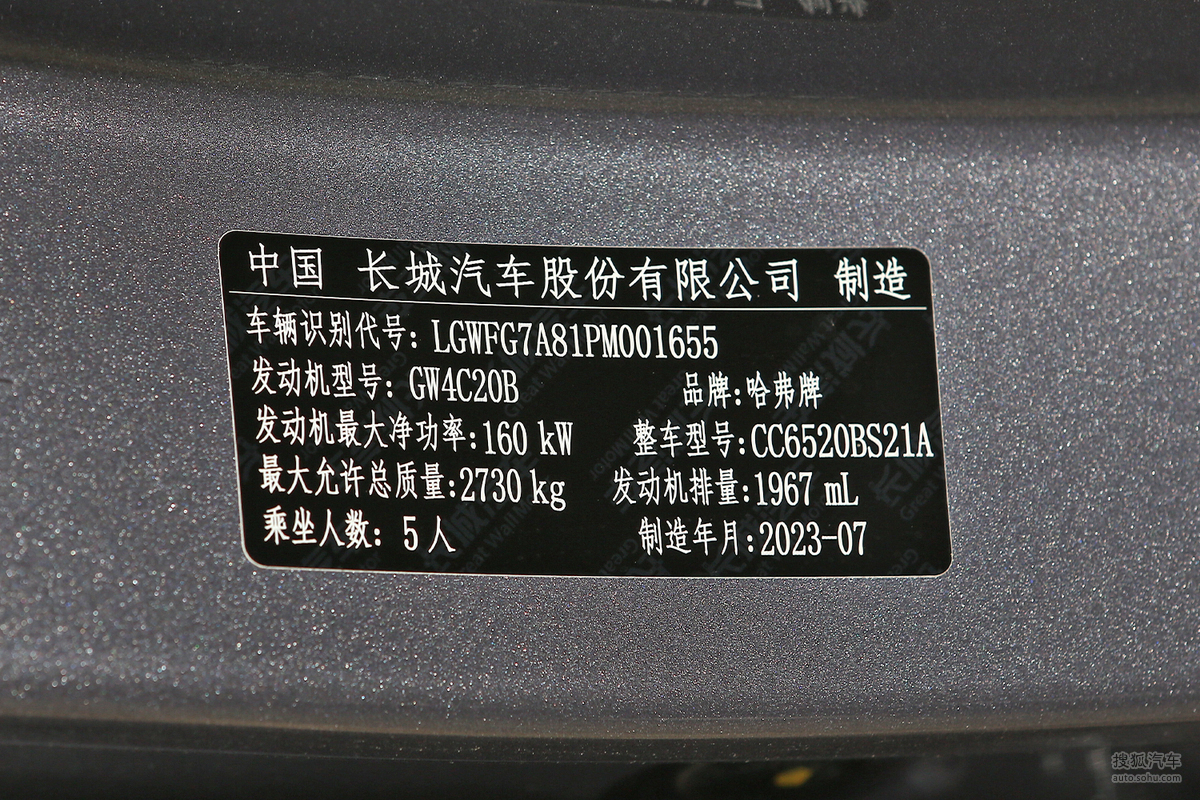 中国 长城汽车股份有限公司 制造
车辆识别代号: LGWFG7A81PM001655
发动机型号: GW4C20B 品牌:哈弗牌
发动机最大净功率:160 kW 整车型号:CC6520BS21A
最大允许总质量:2730 kg 发动机排量:1967 mL
乘坐人数: 5人 制造年月:2023-07
搜狐汽车
auto.sohu.com